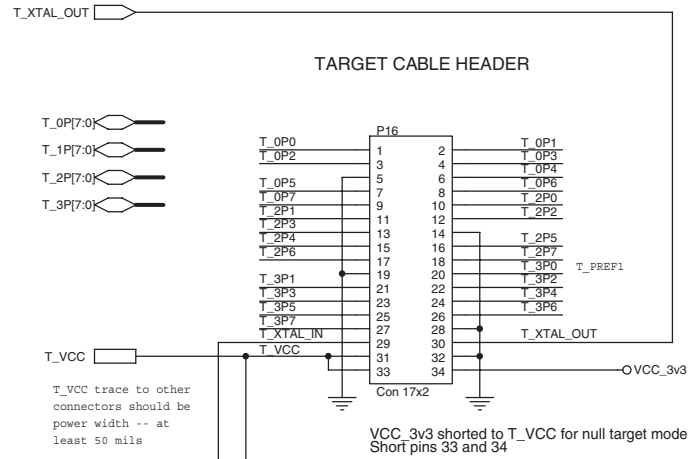 T_XTAL_OUT
TARGET CABLE HEADER
T_0P[7:0]
T_1P[7:0]
T_2P[7:0]
T_3P[7:0]
P16
T_0P0 1 2 T_0P1
T_0P2 3 4 T_0P3
5 6 T_0P4
T_0P5 7 8 T_0P6
T_0P7 9 10 T_2P0
T_2P1 11 12 T_2P2
T_2P3 13 14
T_2P4 15 16 T_2P5
T_2P6 17 18 T_2P7
19 20 T_3P0 T_PREF1
T_3P1 21 22 T_3P2
T_3P3 23 24 T_3P4
T_3P5 25 26 T_3P6
T_3P7 27 28
T_XTAL_IN 29 30 T_XTAL_OUT
T_VCC T_VCC 31 32
33 34 VCC_3v3
Con 17x2
T_VCC trace to other
connectors should be
power width -- at
least 50 mils
VCC_3v3 shorted to T_VCC for null target mode
Short pins 33 and 34